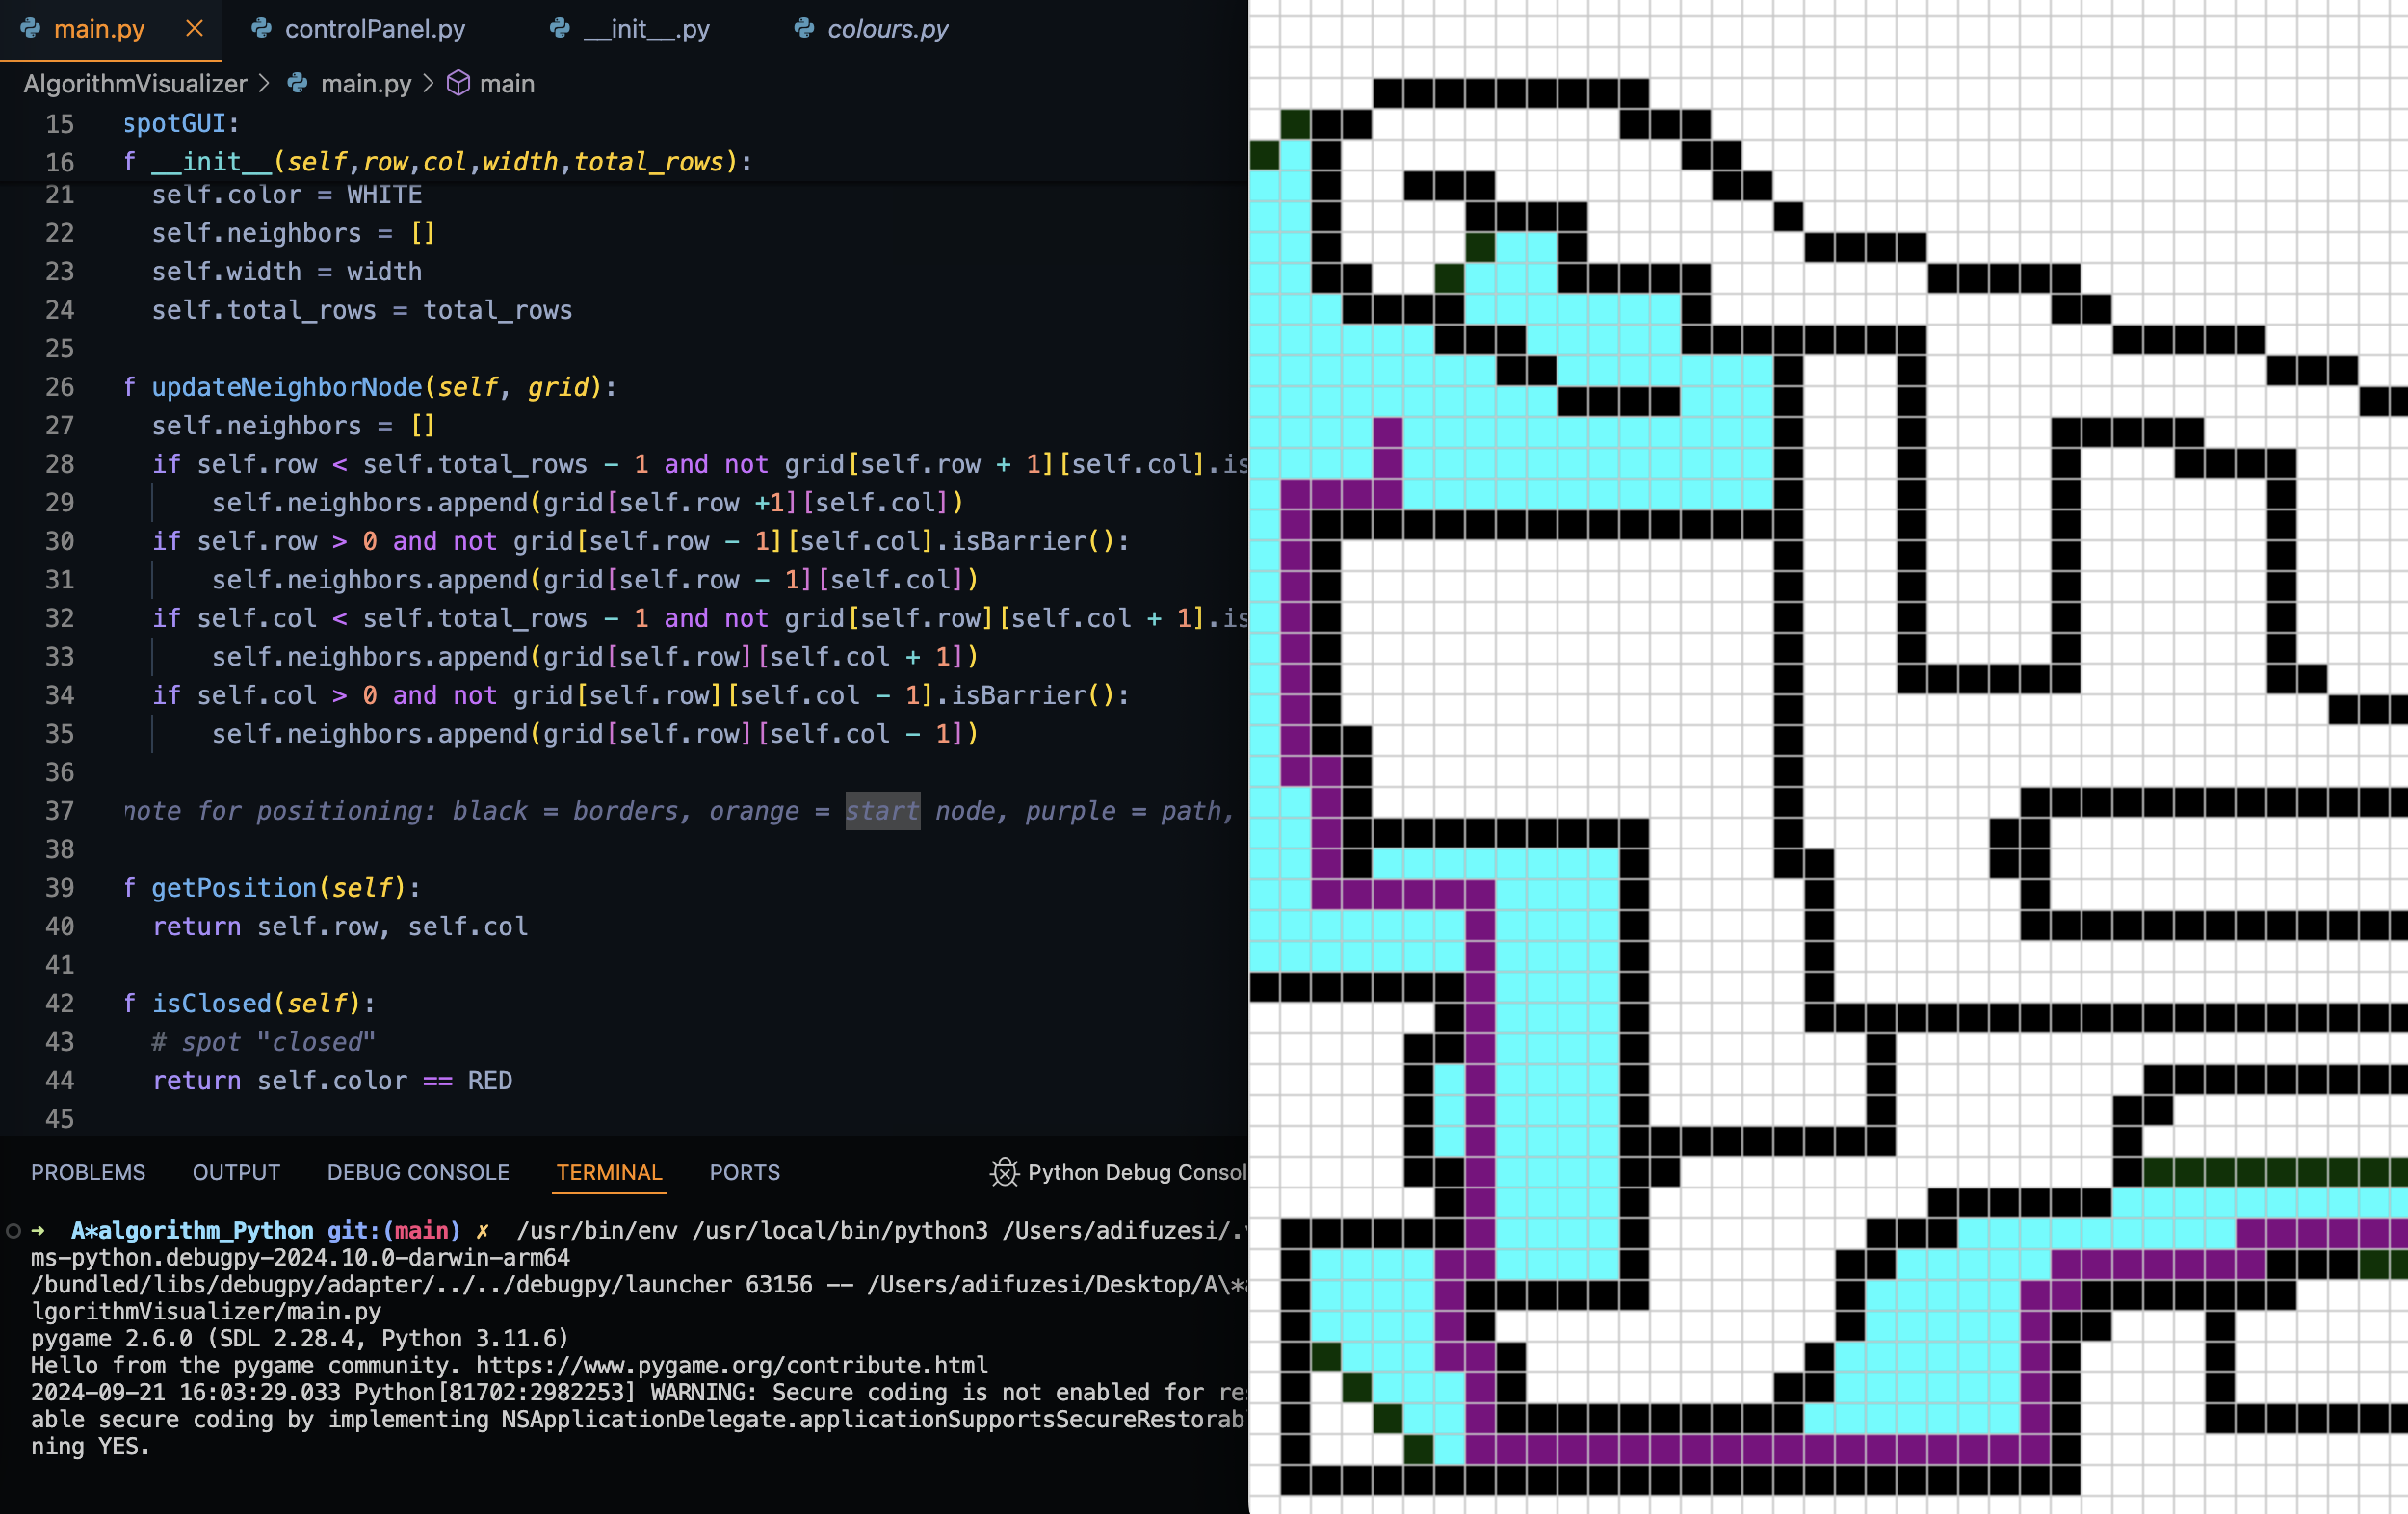 main.py
controlPanel.py
__init__.py
colours.py
AlgorithmVisualizer > main.py > main
15 spotGUI:
16 f __init__(self,row,col,width,total_rows):
21 self.color = WHITE
22 self.neighbors = []
23 self.width = width
24 self.total_rows = total_rows
25
26 f updateNeighborNode(self, grid):
27 self.neighbors = []
28 if self.row < self.total_rows - 1 and not grid[self.row + 1][self.col].is
29 self.neighbors.append(grid[self.row +1][self.col])
30 if self.row > 0 and not grid[self.row - 1][self.col].isBarrier():
31 self.neighbors.append(grid[self.row - 1][self.col])
32 if self.col < self.total_rows - 1 and not grid[self.row][self.col + 1].is
33 self.neighbors.append(grid[self.row][self.col + 1])
34 if self.col > 0 and not grid[self.row][self.col - 1].isBarrier():
35 self.neighbors.append(grid[self.row][self.col - 1])
36
37 note for positioning: black = borders, orange = start node, purple = path,
38
39 f getPosition(self):
40 return self.row, self.col
41
42 f isClosed(self):
43 # spot "closed"
44 return self.color == RED
45
PROBLEMS OUTPUT DEBUG CONSOLE TERMINAL PORTS Python Debug Consol
➜ A*algorithm_Python git:(main) ✗ /usr/bin/env /usr/local/bin/python3 /Users/adifuzesi/.
ms-python.debugpy-2024.10.0-darwin-arm64
/bundled/libs/debugpy/adapter/../../debugpy/launcher 63156 -- /Users/adifuzesi/Desktop/A\*
lgorithmVisualizer/main.py
pygame 2.6.0 (SDL 2.28.4, Python 3.11.6)
Hello from the pygame community. https://www.pygame.org/contribute.html
2024-09-21 16:03:29.033 Python[81702:2982253] WARNING: Secure coding is not enabled for re
able secure coding by implementing NSApplicationDelegate.applicationSupportsSecureRestorab
ning YES.